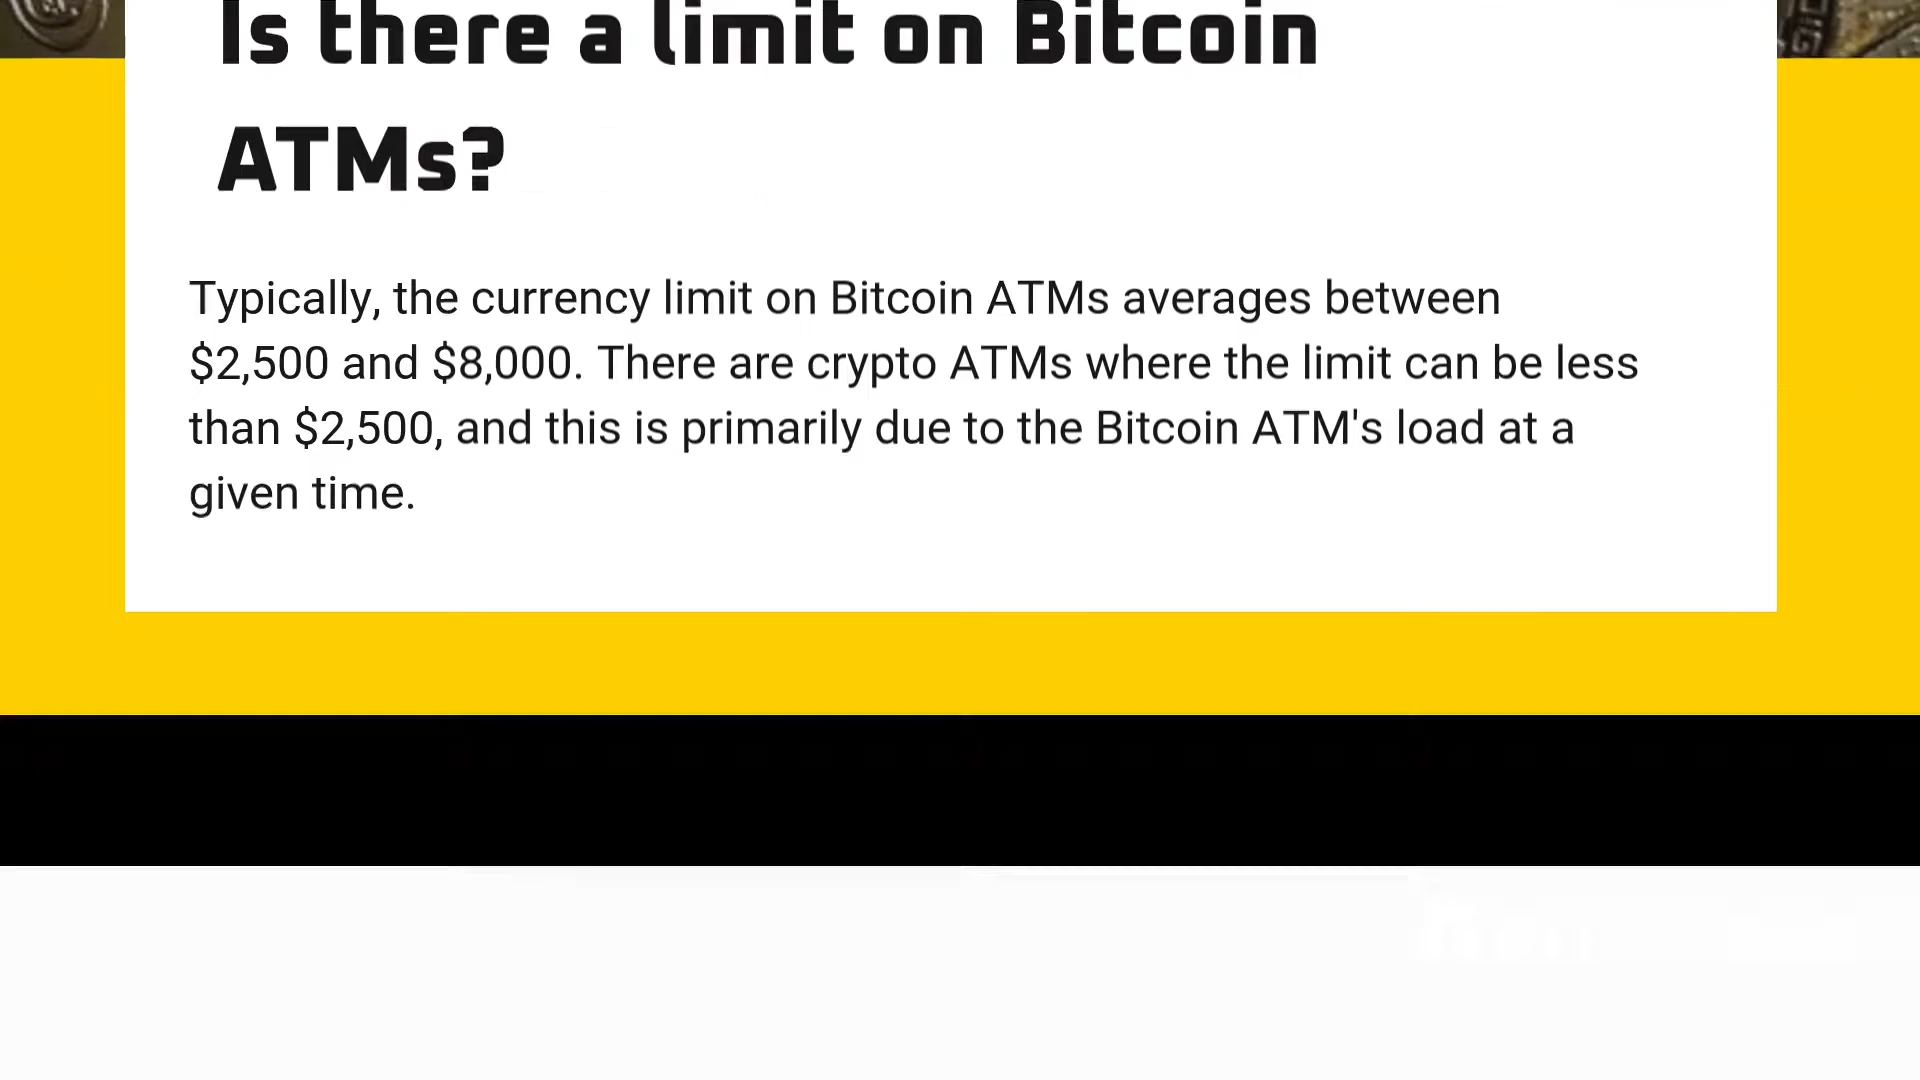 Is there a limit on Bitcoin
ATMs?
Typically, the currency limit on Bitcoin ATMs averages between
$2,500 and $8,000. There are crypto ATMs where the limit can be less
than $2,500, and this is primarily due to the Bitcoin ATM's load at a
given time.